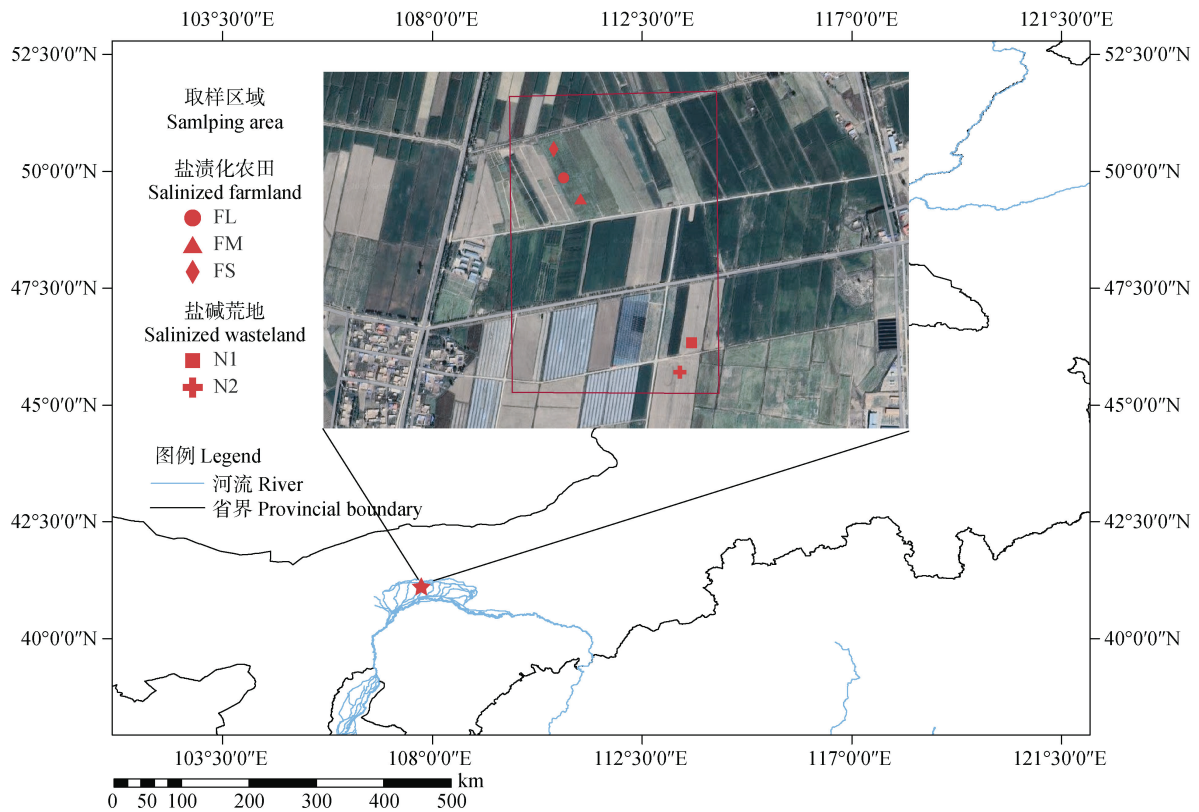 103°30′0″E 108°0′0″E 112°30′0″E 117°0′0″E 121°30′0″E
52°30′0″N
50°0′0″N
47°30′0″N
45°0′0″N
42°30′0″N
40°0′0″N
取样区域
Samlping area
盐渍化农田
Salinized farmland
FL
FM
FS
盐碱荒地
Salinized wasteland
N1
N2
图例 Legend
河流 River
省界 Provincial boundary
52°30′0″N
50°0′0″N
47°30′0″N
45°0′0″N
42°30′0″N
40°0′0″N
103°30′0″E 108°0′0″E 112°30′0″E 117°0′0″E 121°30′0″E
km
0 50 100 200 300 400 500